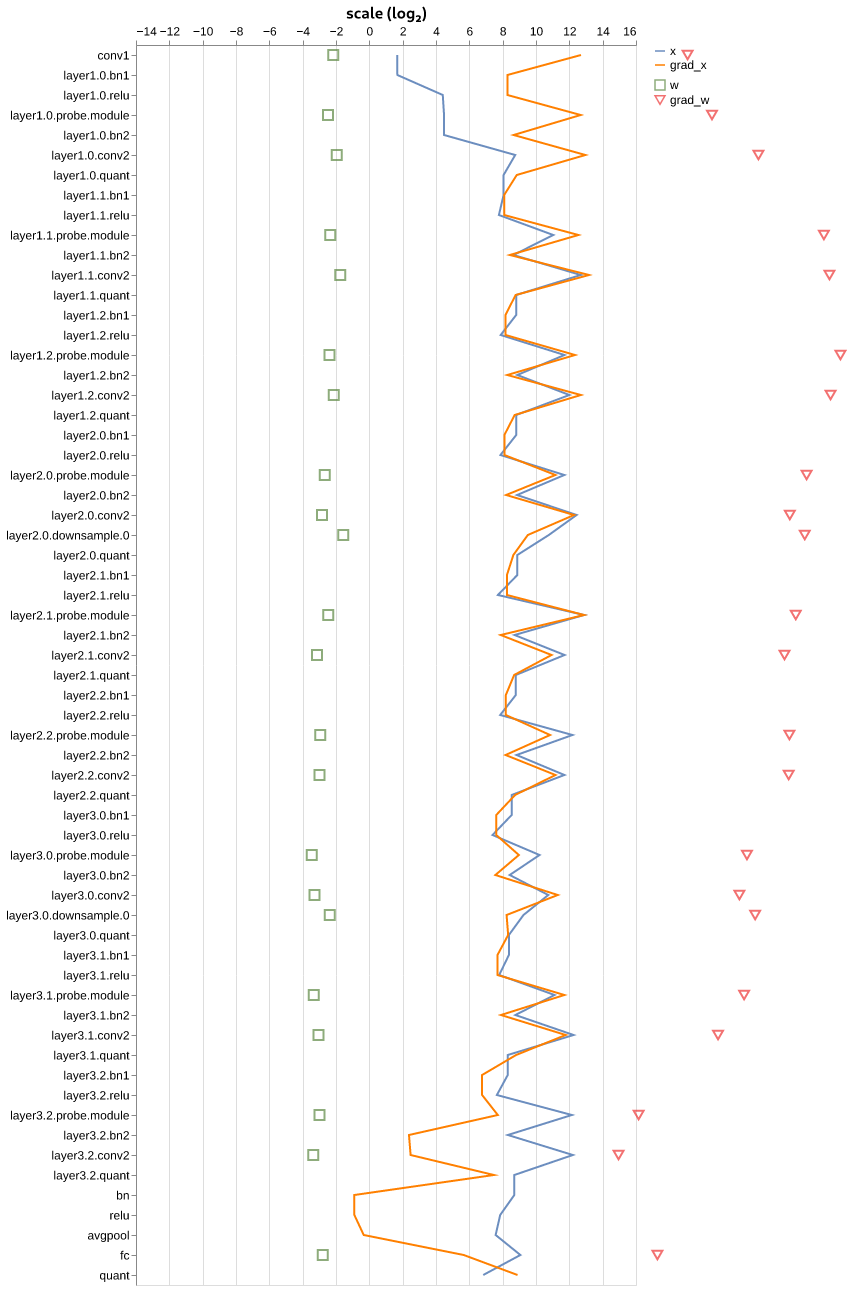 scale (log₂)
−14 −12 −10 −8 −6 −4 −2 0 2 4 6 8 10 12 14 16
x
grad_x
w
grad_w
conv1
layer1.0.bn1
layer1.0.relu
layer1.0.probe.module
layer1.0.bn2
layer1.0.conv2
layer1.0.quant
layer1.1.bn1
layer1.1.relu
layer1.1.probe.module
layer1.1.bn2
layer1.1.conv2
layer1.1.quant
layer1.2.bn1
layer1.2.relu
layer1.2.probe.module
layer1.2.bn2
layer1.2.conv2
layer1.2.quant
layer2.0.bn1
layer2.0.relu
layer2.0.probe.module
layer2.0.bn2
layer2.0.conv2
layer2.0.downsample.0
layer2.0.quant
layer2.1.bn1
layer2.1.relu
layer2.1.probe.module
layer2.1.bn2
layer2.1.conv2
layer2.1.quant
layer2.2.bn1
layer2.2.relu
layer2.2.probe.module
layer2.2.bn2
layer2.2.conv2
layer2.2.quant
layer3.0.bn1
layer3.0.relu
layer3.0.probe.module
layer3.0.bn2
layer3.0.conv2
layer3.0.downsample.0
layer3.0.quant
layer3.1.bn1
layer3.1.relu
layer3.1.probe.module
layer3.1.bn2
layer3.1.conv2
layer3.1.quant
layer3.2.bn1
layer3.2.relu
layer3.2.probe.module
layer3.2.bn2
layer3.2.conv2
layer3.2.quant
bn
relu
avgpool
fc
quant